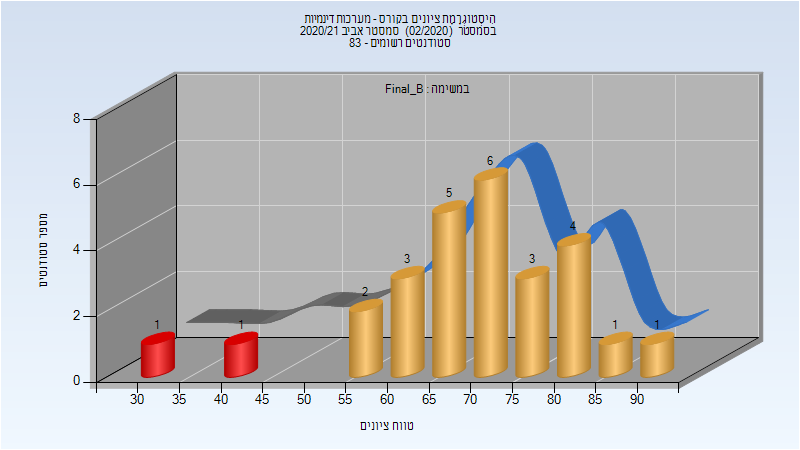 היסטוגרמת ציונים בקורס - מערכות דינמיות
בסמסטר (02/2020) סמסטר אביב 2020/21
סטודנטים רשומים - 83
במשימה : Final_B
מספר סטודנטים
8
6
4
2
0
1
1
2
3
5
6
3
4
1
1
30 35 40 45 50 55 60 65 70 75 80 85 90
טווח ציונים